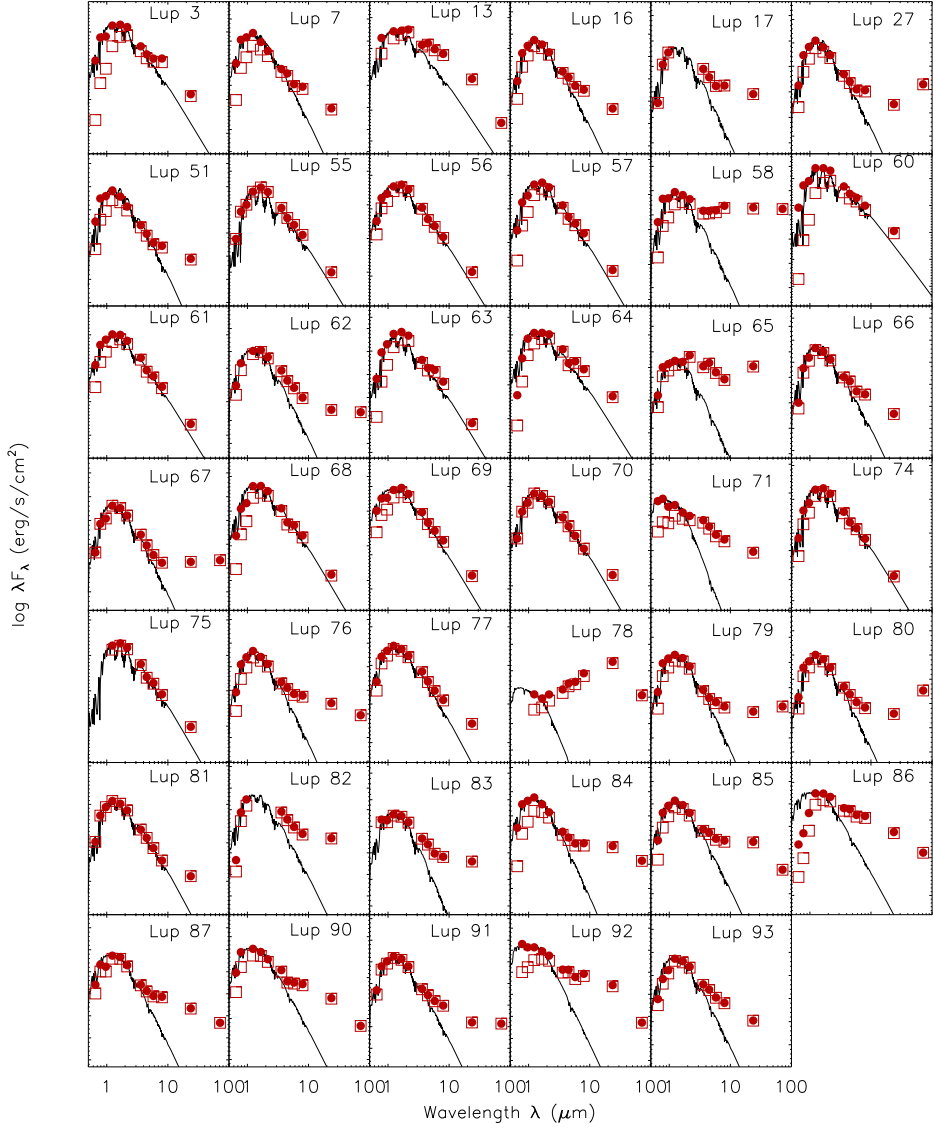 Lup 3
Lup 7
Lup 13
Lup 16
Lup 17
Lup 27
Lup 51
Lup 55
Lup 56
Lup 57
Lup 58
Lup 60
Lup 61
Lup 62
Lup 63
Lup 64
Lup 65
Lup 66
Lup 67
Lup 68
Lup 69
Lup 70
Lup 71
Lup 74
Lup 75
Lup 76
Lup 77
Lup 78
Lup 79
Lup 80
Lup 81
Lup 82
Lup 83
Lup 84
Lup 85
Lup 86
Lup 87
Lup 90
Lup 91
Lup 92
Lup 93
log λFλ (erg/s/cm²)
1 10 100 1 10 100 1 10 100 1 10 100 1 10 100
Wavelength λ (μm)